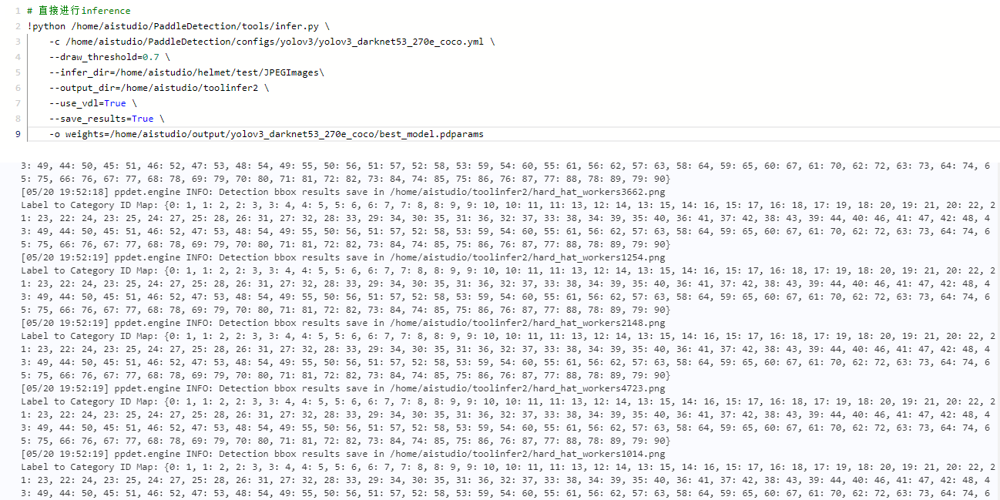 1 # 直接进行inference
2 !python /home/aistudio/PaddleDetection/tools/infer.py \
3 -c /home/aistudio/PaddleDetection/configs/yolov3/yolov3_darknet53_270e_coco.yml \
4 --draw_threshold=0.7 \
5 --infer_dir=/home/aistudio/helmet/test/JPEGImages\
6 --output_dir=/home/aistudio/toolinfer2 \
7 --use_vdl=True \
8 --save_results=True \
9 -o weights=/home/aistudio/output/yolov3_darknet53_270e_coco/best_model.pdparams
3: 49, 44: 50, 45: 51, 46: 52, 47: 53, 48: 54, 49: 55, 50: 56, 51: 57, 52: 58, 53: 59, 54: 60, 55: 61, 56: 62, 57: 63, 58: 64, 59: 65, 60: 67, 61: 70, 62: 72, 63: 73, 64: 74, 6
5: 75, 66: 76, 67: 77, 68: 78, 69: 79, 70: 80, 71: 81, 72: 82, 73: 84, 74: 85, 75: 86, 76: 87, 77: 88, 78: 89, 79: 90}
[05/20 19:52:18] ppdet.engine INFO: Detection bbox results save in /home/aistudio/toolinfer2/hard_hat_workers3662.png
Label to Category ID Map: {0: 1, 1: 2, 2: 3, 3: 4, 4: 5, 5: 6, 6: 7, 7: 8, 8: 9, 9: 10, 10: 11, 11: 13, 12: 14, 13: 15, 14: 16, 15: 17, 16: 18, 17: 19, 18: 20, 19: 21, 20: 22, 2
1: 23, 22: 24, 23: 25, 24: 27, 25: 28, 26: 31, 27: 32, 28: 33, 29: 34, 30: 35, 31: 36, 32: 37, 33: 38, 34: 39, 35: 40, 36: 41, 37: 42, 38: 43, 39: 44, 40: 46, 41: 47, 42: 48, 4
3: 49, 44: 50, 45: 51, 46: 52, 47: 53, 48: 54, 49: 55, 50: 56, 51: 57, 52: 58, 53: 59, 54: 60, 55: 61, 56: 62, 57: 63, 58: 64, 59: 65, 60: 67, 61: 70, 62: 72, 63: 73, 64: 74, 6
5: 75, 66: 76, 67: 77, 68: 78, 69: 79, 70: 80, 71: 81, 72: 82, 73: 84, 74: 85, 75: 86, 76: 87, 77: 88, 78: 89, 79: 90}
[05/20 19:52:19] ppdet.engine INFO: Detection bbox results save in /home/aistudio/toolinfer2/hard_hat_workers1254.png
Label to Category ID Map: {0: 1, 1: 2, 2: 3, 3: 4, 4: 5, 5: 6, 6: 7, 7: 8, 8: 9, 9: 10, 10: 11, 11: 13, 12: 14, 13: 15, 14: 16, 15: 17, 16: 18, 17: 19, 18: 20, 19: 21, 20: 22, 2
1: 23, 22: 24, 23: 25, 24: 27, 25: 28, 26: 31, 27: 32, 28: 33, 29: 34, 30: 35, 31: 36, 32: 37, 33: 38, 34: 39, 35: 40, 36: 41, 37: 42, 38: 43, 39: 44, 40: 46, 41: 47, 42: 48, 4
3: 49, 44: 50, 45: 51, 46: 52, 47: 53, 48: 54, 49: 55, 50: 56, 51: 57, 52: 58, 53: 59, 54: 60, 55: 61, 56: 62, 57: 63, 58: 64, 59: 65, 60: 67, 61: 70, 62: 72, 63: 73, 64: 74, 6
5: 75, 66: 76, 67: 77, 68: 78, 69: 79, 70: 80, 71: 81, 72: 82, 73: 84, 74: 85, 75: 86, 76: 87, 77: 88, 78: 89, 79: 90}
[05/20 19:52:19] ppdet.engine INFO: Detection bbox results save in /home/aistudio/toolinfer2/hard_hat_workers2148.png
Label to Category ID Map: {0: 1, 1: 2, 2: 3, 3: 4, 4: 5, 5: 6, 6: 7, 7: 8, 8: 9, 9: 10, 10: 11, 11: 13, 12: 14, 13: 15, 14: 16, 15: 17, 16: 18, 17: 19, 18: 20, 19: 21, 20: 22, 2
1: 23, 22: 24, 23: 25, 24: 27, 25: 28, 26: 31, 27: 32, 28: 33, 29: 34, 30: 35, 31: 36, 32: 37, 33: 38, 34: 39, 35: 40, 36: 41, 37: 42, 38: 43, 39: 44, 40: 46, 41: 47, 42: 48, 4
3: 49, 44: 50, 45: 51, 46: 52, 47: 53, 48: 54, 49: 55, 50: 56, 51: 57, 52: 58, 53: 59, 54: 60, 55: 61, 56: 62, 57: 63, 58: 64, 59: 65, 60: 67, 61: 70, 62: 72, 63: 73, 64: 74, 6
5: 75, 66: 76, 67: 77, 68: 78, 69: 79, 70: 80, 71: 81, 72: 82, 73: 84, 74: 85, 75: 86, 76: 87, 77: 88, 78: 89, 79: 90}
[05/20 19:52:19] ppdet.engine INFO: Detection bbox results save in /home/aistudio/toolinfer2/hard_hat_workers4723.png
Label to Category ID Map: {0: 1, 1: 2, 2: 3, 3: 4, 4: 5, 5: 6, 6: 7, 7: 8, 8: 9, 9: 10, 10: 11, 11: 13, 12: 14, 13: 15, 14: 16, 15: 17, 16: 18, 17: 19, 18: 20, 19: 21, 20: 22, 2
1: 23, 22: 24, 23: 25, 24: 27, 25: 28, 26: 31, 27: 32, 28: 33, 29: 34, 30: 35, 31: 36, 32: 37, 33: 38, 34: 39, 35: 40, 36: 41, 37: 42, 38: 43, 39: 44, 40: 46, 41: 47, 42: 48, 4
3: 49, 44: 50, 45: 51, 46: 52, 47: 53, 48: 54, 49: 55, 50: 56, 51: 57, 52: 58, 53: 59, 54: 60, 55: 61, 56: 62, 57: 63, 58: 64, 59: 65, 60: 67, 61: 70, 62: 72, 63: 73, 64: 74, 6
5: 75, 66: 76, 67: 77, 68: 78, 69: 79, 70: 80, 71: 81, 72: 82, 73: 84, 74: 85, 75: 86, 76: 87, 77: 88, 78: 89, 79: 90}
[05/20 19:52:19] ppdet.engine INFO: Detection bbox results save in /home/aistudio/toolinfer2/hard_hat_workers1014.png
Label to Category ID Map: {0: 1, 1: 2, 2: 3, 3: 4, 4: 5, 5: 6, 6: 7, 7: 8, 8: 9, 9: 10, 10: 11, 11: 13, 12: 14, 13: 15, 14: 16, 15: 17, 16: 18, 17: 19, 18: 20, 19: 21, 20: 22, 2
1: 23, 22: 24, 23: 25, 24: 27, 25: 28, 26: 31, 27: 32, 28: 33, 29: 34, 30: 35, 31: 36, 32: 37, 33: 38, 34: 39, 35: 40, 36: 41, 37: 42, 38: 43, 39: 44, 40: 46, 41: 47, 42: 48, 4
3: 49, 44: 50, 45: 51, 46: 52, 47: 53, 48: 54, 49: 55, 50: 56, 51: 57, 52: 58, 53: 59, 54: 60, 55: 61, 56: 62, 57: 63, 58: 64, 59: 65, 60: 67, 61: 70, 62: 72, 63: 73, 64: 74, 6